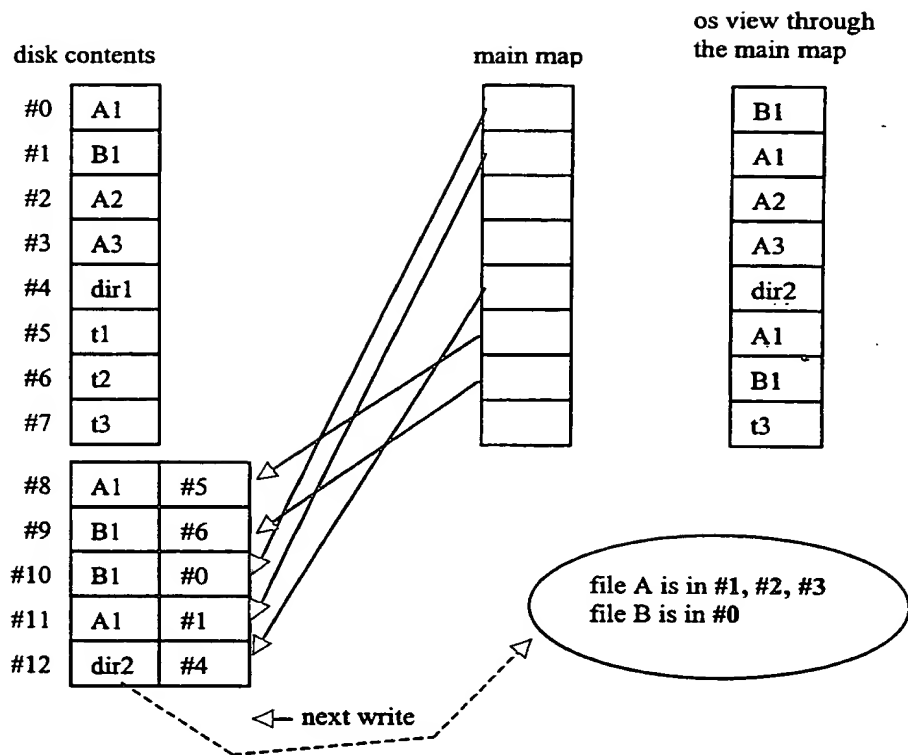 os view through
the main map
disk contents
main map
#0 A1
#1 B1
#2 A2
#3 A3
#4 dir1
#5 t1
#6 t2
#7 t3
#8 A1 #5
#9 B1 #6
#10 B1 #0
#11 A1 #1
#12 dir2 #4
B1
A1
A2
A3
dir2
A1
B1
t3
file A is in #1, #2, #3
file B is in #0
next write